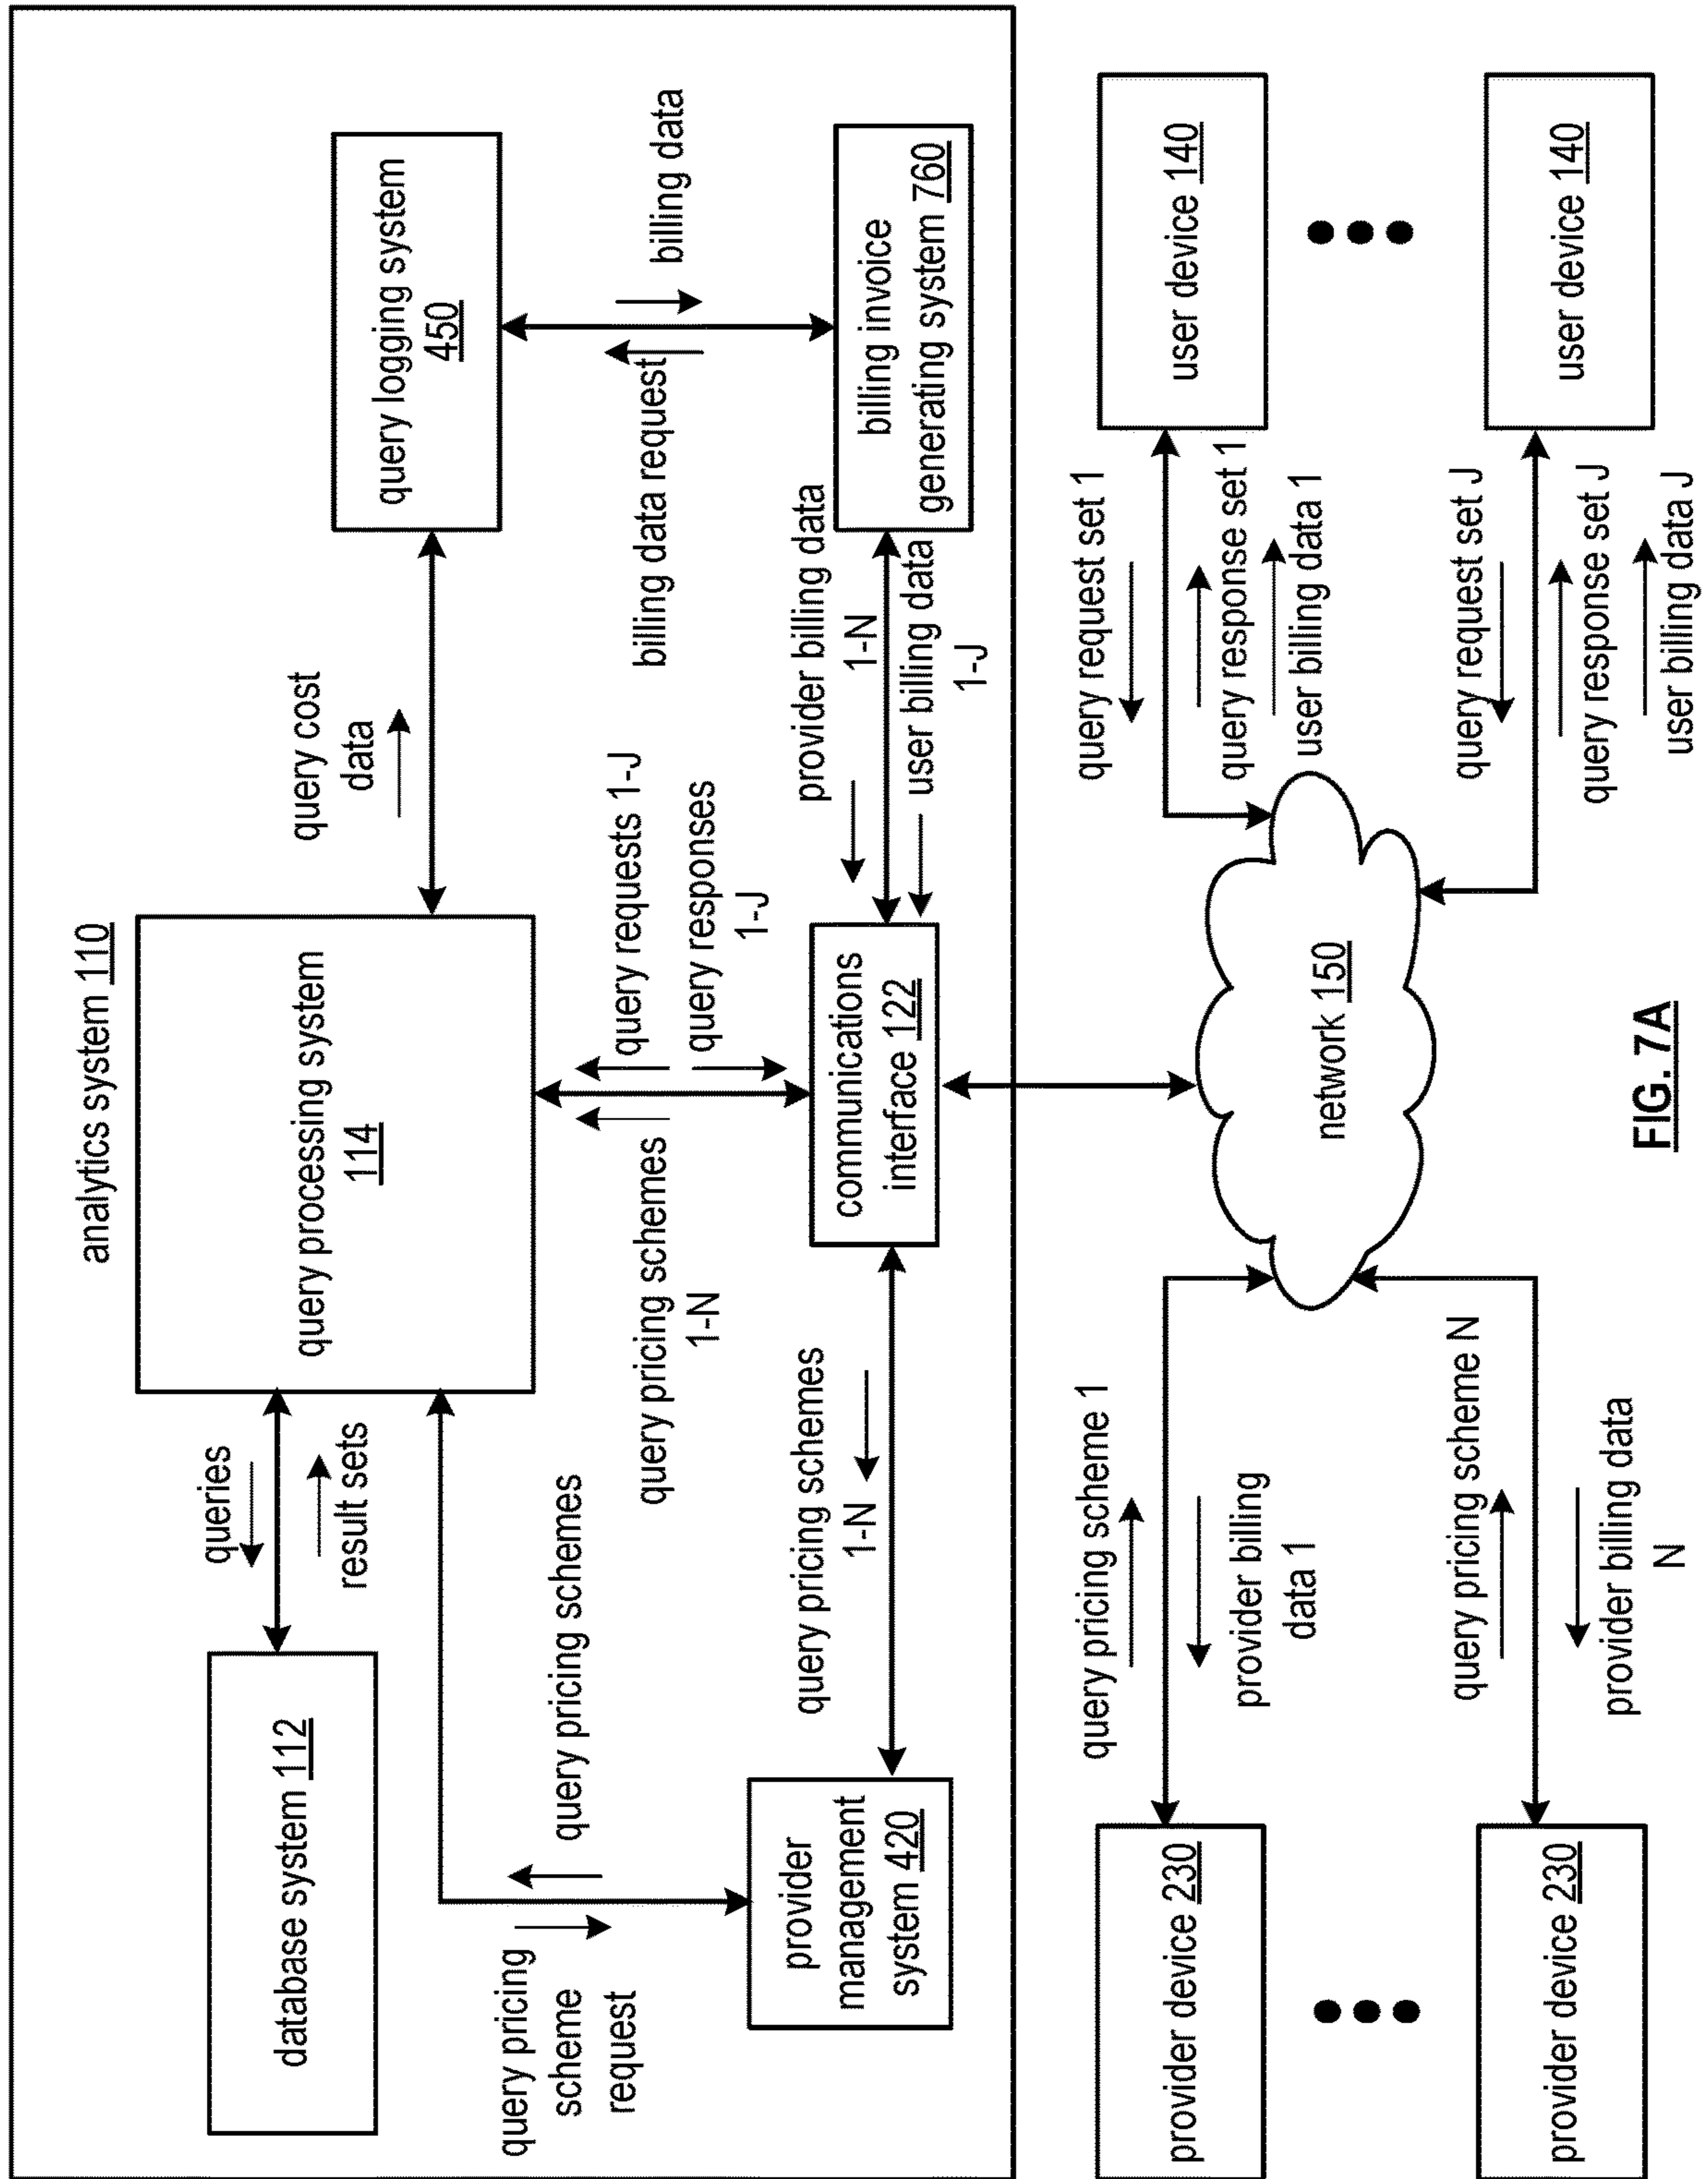 analytics system 110
database system 112
queries
result sets
query processing system
114
query cost
data
query logging system
450
query pricing
scheme
request
query pricing schemes
query pricing schemes
1-N
query requests 1-J
query responses
1-J
billing data request
billing data
provider
management
system 420
query pricing schemes
1-N
communications
interface 122
provider billing data
1-N
user billing data
1-J
billing invoice
generating system 760
provider device 230
query pricing scheme 1
provider billing
data 1
provider device 230
query pricing scheme N
provider billing data
N
network 150
query request set 1
query response set 1
user billing data 1
user device 140
query request set J
query response set J
user billing data J
user device 140
FIG. 7A